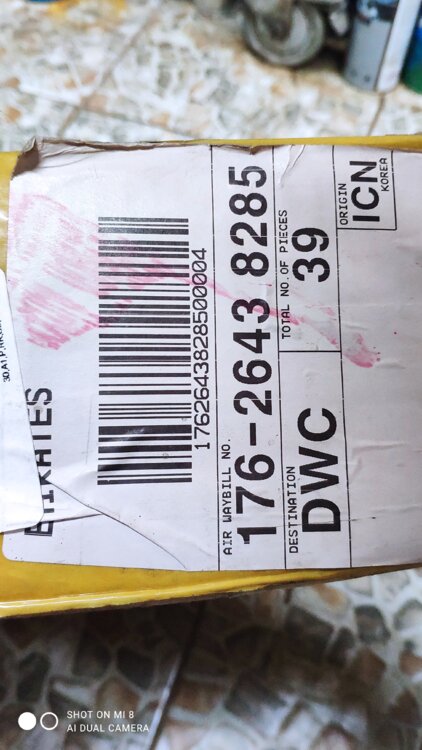 EMIRATES
1762643828500004
AIR WAYBILL NO.
176-2643 8285
DESTINATION
DWC
TOTAL NO. OF PIECES
39
ORIGIN
ICN
KOREA
SHOT ON MI 8
AI DUAL CAMERA